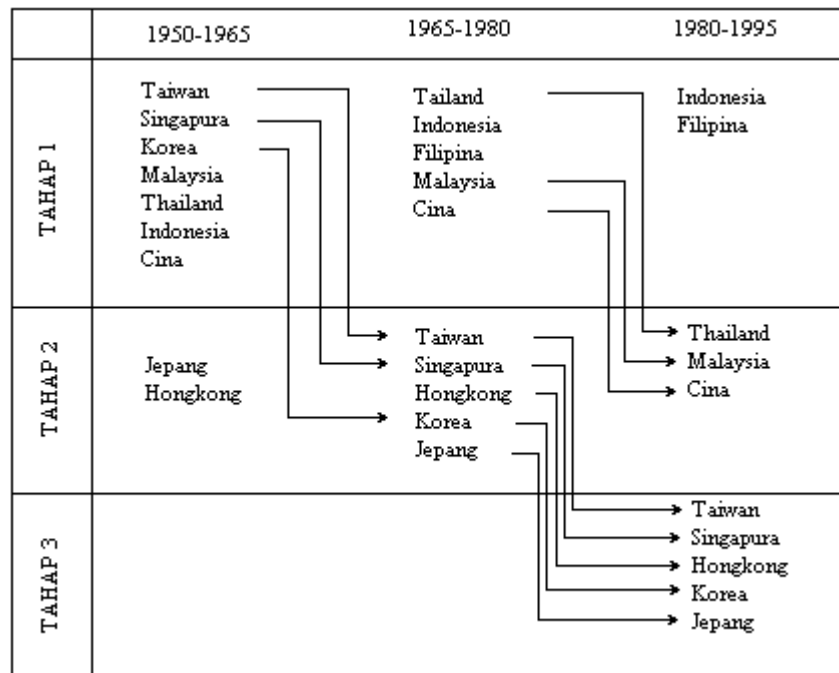 1950-1965 1965-1980 1980-1995
TAHAP 1
Taiwan
Singapura
Korea
Malaysia
Thailand
Indonesia
Cina
Tailand
Indonesia
Filipina
Malaysia
Cina
Indonesia
Filipina
TAHAP 2
Jepang
Hongkong
Taiwan
Singapura
Hongkong
Korea
Jepang
Thailand
Malaysia
Cina
TAHAP 3
Taiwan
Singapura
Hongkong
Korea
Jepang